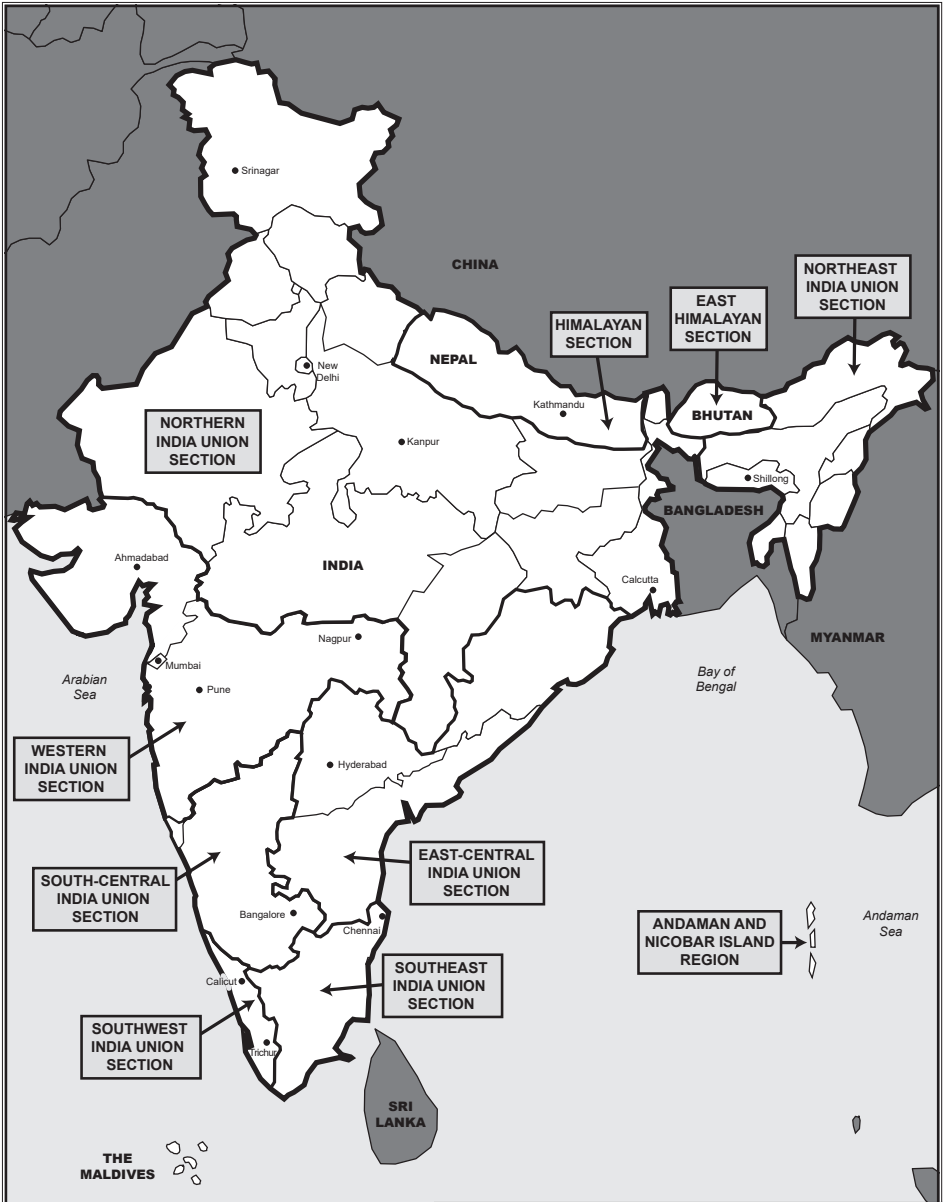 Srinagar
CHINA
NORTHEAST
INDIA UNION
SECTION
EAST
HIMALAYAN
SECTION
HIMALAYAN
SECTION
NEPAL
New
Delhi
Kathmandu
BHUTAN
NORTHERN
INDIA UNION
SECTION
Kanpur
Shillong
BANGLADESH
INDIA
Ahmadabad
Calcutta
Nagpur
MYANMAR
Mumbai
Arabian
Sea
Pune
Bay of
Bengal
WESTERN
INDIA UNION
SECTION
Hyderabad
EAST-CENTRAL
INDIA UNION
SECTION
SOUTH-CENTRAL
INDIA UNION
SECTION
Bangalore
Chennai
ANDAMAN AND
NICOBAR ISLAND
REGION
Andaman
Sea
SOUTHEAST
INDIA UNION
SECTION
Calicut
SOUTHWEST
INDIA UNION
SECTION
Trichur
SRI
LANKA
THE
MALDIVES